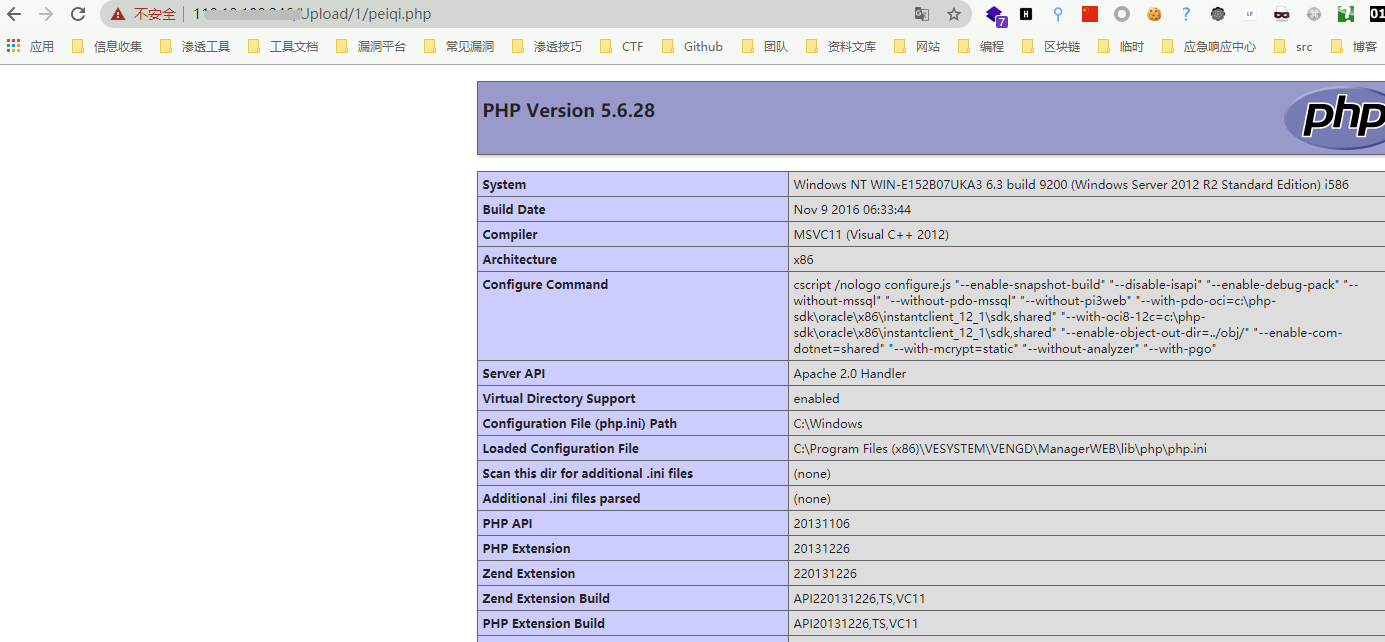 不安全 /Upload/1/peiqi.php
7 H ? LF 01
应用 信息收集 渗透工具 工具文档 漏洞平台 常见漏洞 渗透技巧 CTF Github 团队 资料文库 网站 编程 区块链 临时 应急响应中心 src 博客
PHP Version 5.6.28
php
System Windows NT WIN-E152B07UKA3 6.3 build 9200 (Windows Server 2012 R2 Standard Edition) i586
Build Date Nov 9 2016 06:33:44
Compiler MSVC11 (Visual C++ 2012)
Architecture x86
Configure Command cscript /nologo configure.js "--enable-snapshot-build" "--disable-isapi" "--enable-debug-pack" "--
without-mssql" "--without-pdo-mssql" "--without-pi3web" "--with-pdo-oci=c:\php-
sdk\oracle\x86\instantclient_12_1\sdk,shared" "--with-oci8-12c=c:\php-
sdk\oracle\x86\instantclient_12_1\sdk,shared" "--enable-object-out-dir=../obj/" "--enable-com-
dotnet=shared" "--with-mcrypt=static" "--without-analyzer" "--with-pgo"
Server API Apache 2.0 Handler
Virtual Directory Support enabled
Configuration File (php.ini) Path C:\Windows
Loaded Configuration File C:\Program Files (x86)\VESYSTEM\VENGD\ManagerWEB\lib\php\php.ini
Scan this dir for additional .ini files (none)
Additional .ini files parsed (none)
PHP API 20131106
PHP Extension 20131226
Zend Extension 220131226
Zend Extension Build API220131226,TS,VC11
PHP Extension Build API20131226,TS,VC11